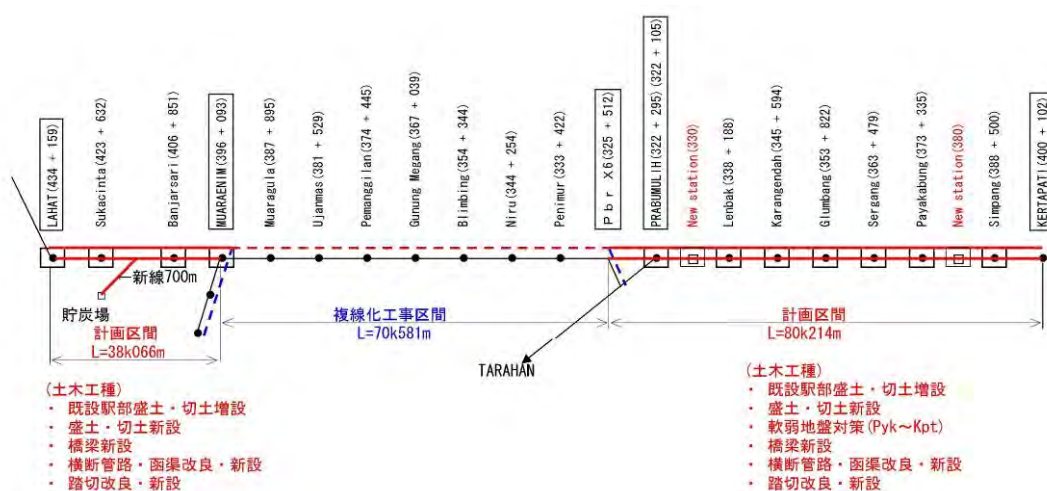 LAHAT(434 + 159)
Sukacinta(423 + 632)
Banjarsari(406 + 851)
MUARAENIM(396 + 093)
Muaragula(387 + 895)
Ujanmas(381 + 529)
Pemanggilan(374 + 445)
Gunung Megang(367 + 039)
Blimbing(354 + 344)
Niru(344 + 254)
Penimur(333 + 422)
Pbr X6(325 + 512)
PRABUMULIH(322 + 295)(322 + 105)
New station(330)
Lenbak(338 + 188)
Karangendah(345 + 594)
Glumbang(353 + 822)
Sergang(363 + 479)
Payakabung(373 + 335)
New station(380)
Simpang(388 + 500)
KERTAPATI(400 + 102)
新線700m
貯炭場
計画区間
L=38k066m
複線化工事区間
L=70k581m
計画区間
L=80k214m
TARAHAN
(土木工種)
・ 既設駅部盛土・切土増設
・ 盛土・切土新設
・ 橋梁新設
・ 横断管路・函渠改良・新設
・ 踏切改良・新設
(土木工種)
・ 既設駅部盛土・切土増設
・ 盛土・切土新設
・ 軟弱地盤対策(Pyk～Kpt)
・ 橋梁新設
・ 横断管路・函渠改良・新設
・ 踏切改良・新設